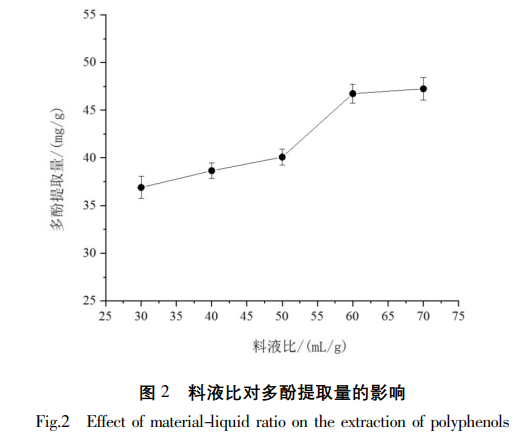 55
50
45
40
35
30
25
多酚提取量/(mg/g)
25 30 35 40 45 50 55 60 65 70 75
料液比/(mL/g)
图 2 料液比对多酚提取量的影响
Fig.2 Effect of material-liquid ratio on the extraction of polyphenols